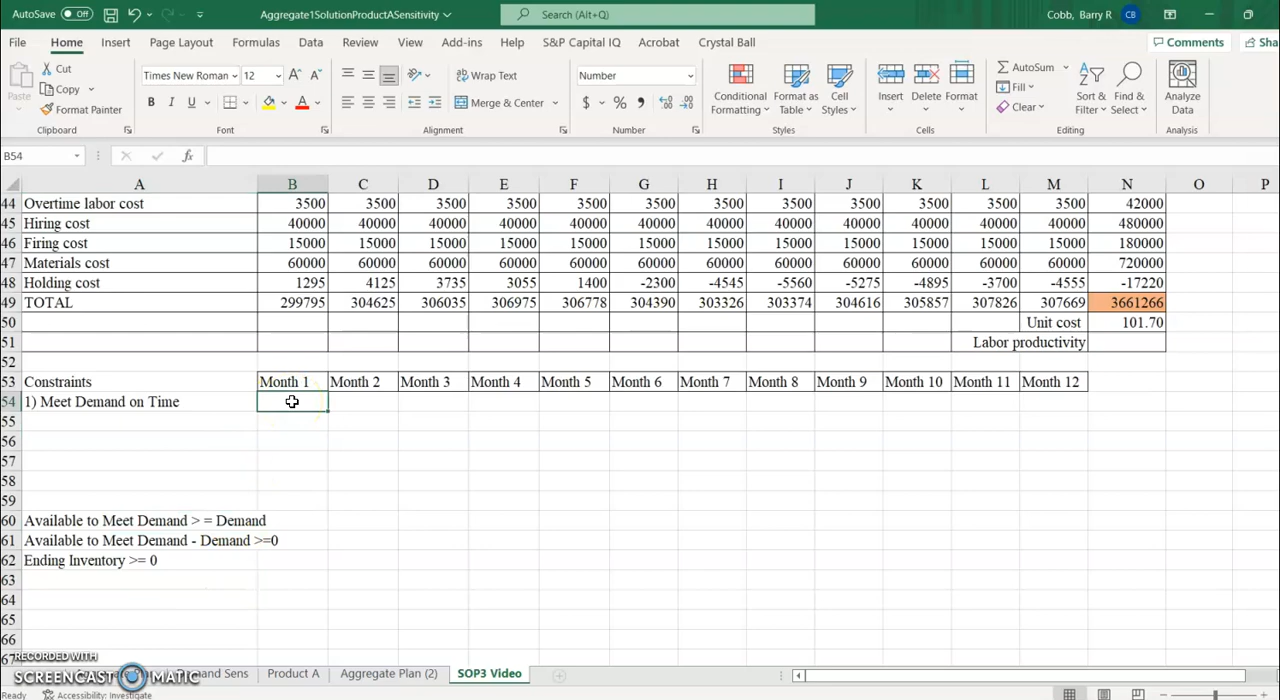 AutoSave Off Aggregate1SolutionProductASensitivity Search (Alt+Q) Cobb, Barry R CB
File Home Insert Page Layout Formulas Data Review View Add-ins Help S&P Capital IQ Acrobat Crystal Ball Comments Sha
Paste Cut Copy Format Painter Clipboard
Times New Roman 12 B I U A Font
Wrap Text Merge & Center Alignment
Number $ % Number
Conditional Formatting Format as Table Cell Styles Styles
Insert Delete Format Cells
AutoSum Fill Clear Sort & Filter Find & Select Editing
Analyze Data Analysis
B54 fx
A B C D E F G H I J K L M N O P
44 Overtime labor cost 3500 3500 3500 3500 3500 3500 3500 3500 3500 3500 3500 3500 42000
45 Hiring cost 40000 40000 40000 40000 40000 40000 40000 40000 40000 40000 40000 40000 480000
46 Firing cost 15000 15000 15000 15000 15000 15000 15000 15000 15000 15000 15000 15000 180000
47 Materials cost 60000 60000 60000 60000 60000 60000 60000 60000 60000 60000 60000 60000 720000
48 Holding cost 1295 4125 3735 3055 1400 -2300 -4545 -5560 -5275 -4895 -3700 -4555 -17220
49 TOTAL 299795 304625 306035 306975 306778 304390 303326 303374 304616 305857 307826 307669 3661266
50 Unit cost 101.70
51 Labor productivity
52
53 Constraints Month 1 Month 2 Month 3 Month 4 Month 5 Month 6 Month 7 Month 8 Month 9 Month 10 Month 11 Month 12
54 1) Meet Demand on Time
55
56
57
58
59
60 Available to Meet Demand > = Demand
61 Available to Meet Demand - Demand >=0
62 Ending Inventory >= 0
63
64
65
66
67
RECORDED WITH
SCREENCAST MATIC
Demand Sens Product A Aggregate Plan (2) SOP3 Video
Ready Accessibility: Investigate